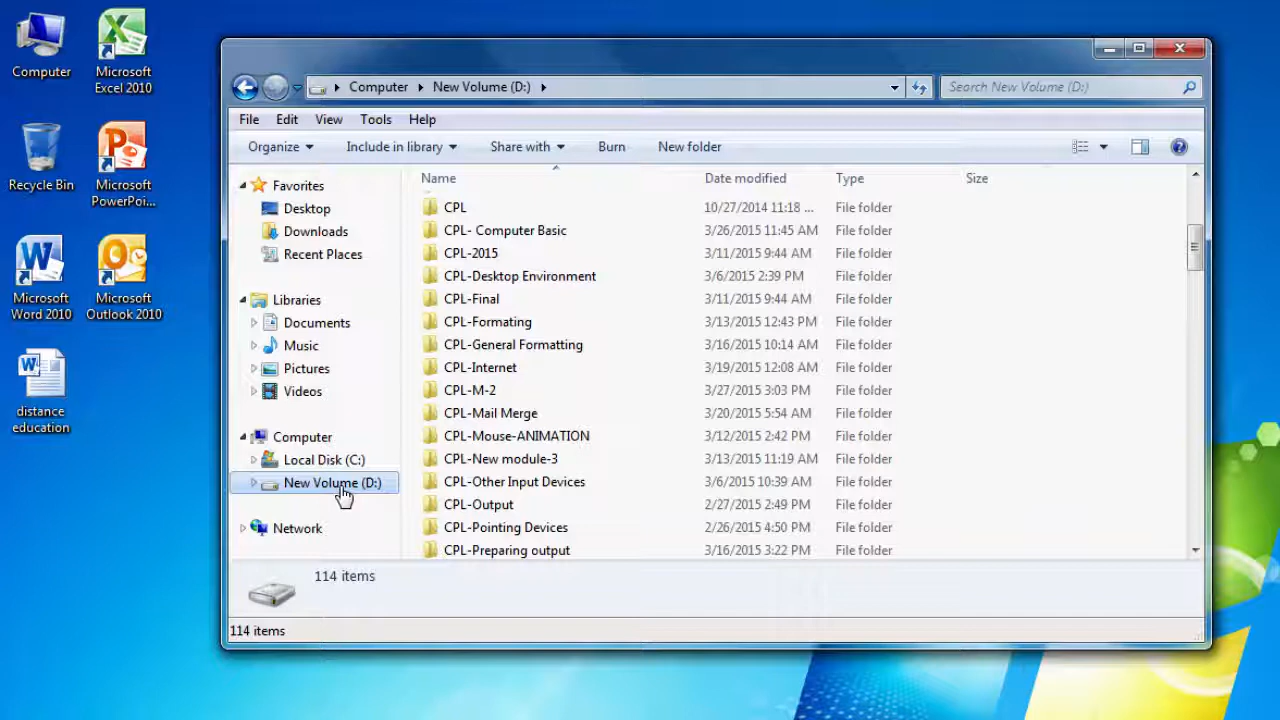 Computer
Microsoft
Excel 2010
Recycle Bin
Microsoft
PowerPoi...
Microsoft
Word 2010
Microsoft
Outlook 2010
distance
education
Computer
New Volume (D:)
Search New Volume (D:)
File Edit View Tools Help
Organize Include in library Share with Burn New folder
Favorites
Desktop
Downloads
Recent Places
Libraries
Documents
Music
Pictures
Videos
Computer
Local Disk (C:)
New Volume (D:)
Network
Name Date modified Type Size
CPL 10/27/2014 11:18 ... File folder
CPL- Computer Basic 3/26/2015 11:45 AM File folder
CPL-2015 3/11/2015 9:44 AM File folder
CPL-Desktop Environment 3/6/2015 2:39 PM File folder
CPL-Final 3/11/2015 9:44 AM File folder
CPL-Formating 3/13/2015 12:43 PM File folder
CPL-General Formatting 3/16/2015 10:14 AM File folder
CPL-Internet 3/19/2015 12:08 AM File folder
CPL-M-2 3/27/2015 3:03 PM File folder
CPL-Mail Merge 3/20/2015 5:54 AM File folder
CPL-Mouse-ANIMATION 3/12/2015 2:42 PM File folder
CPL-New module-3 3/13/2015 11:19 AM File folder
CPL-Other Input Devices 3/6/2015 10:39 AM File folder
CPL-Output 2/27/2015 2:49 PM File folder
CPL-Pointing Devices 2/26/2015 4:50 PM File folder
CPL-Preparing output 3/16/2015 3:22 PM File folder
114 items
114 items